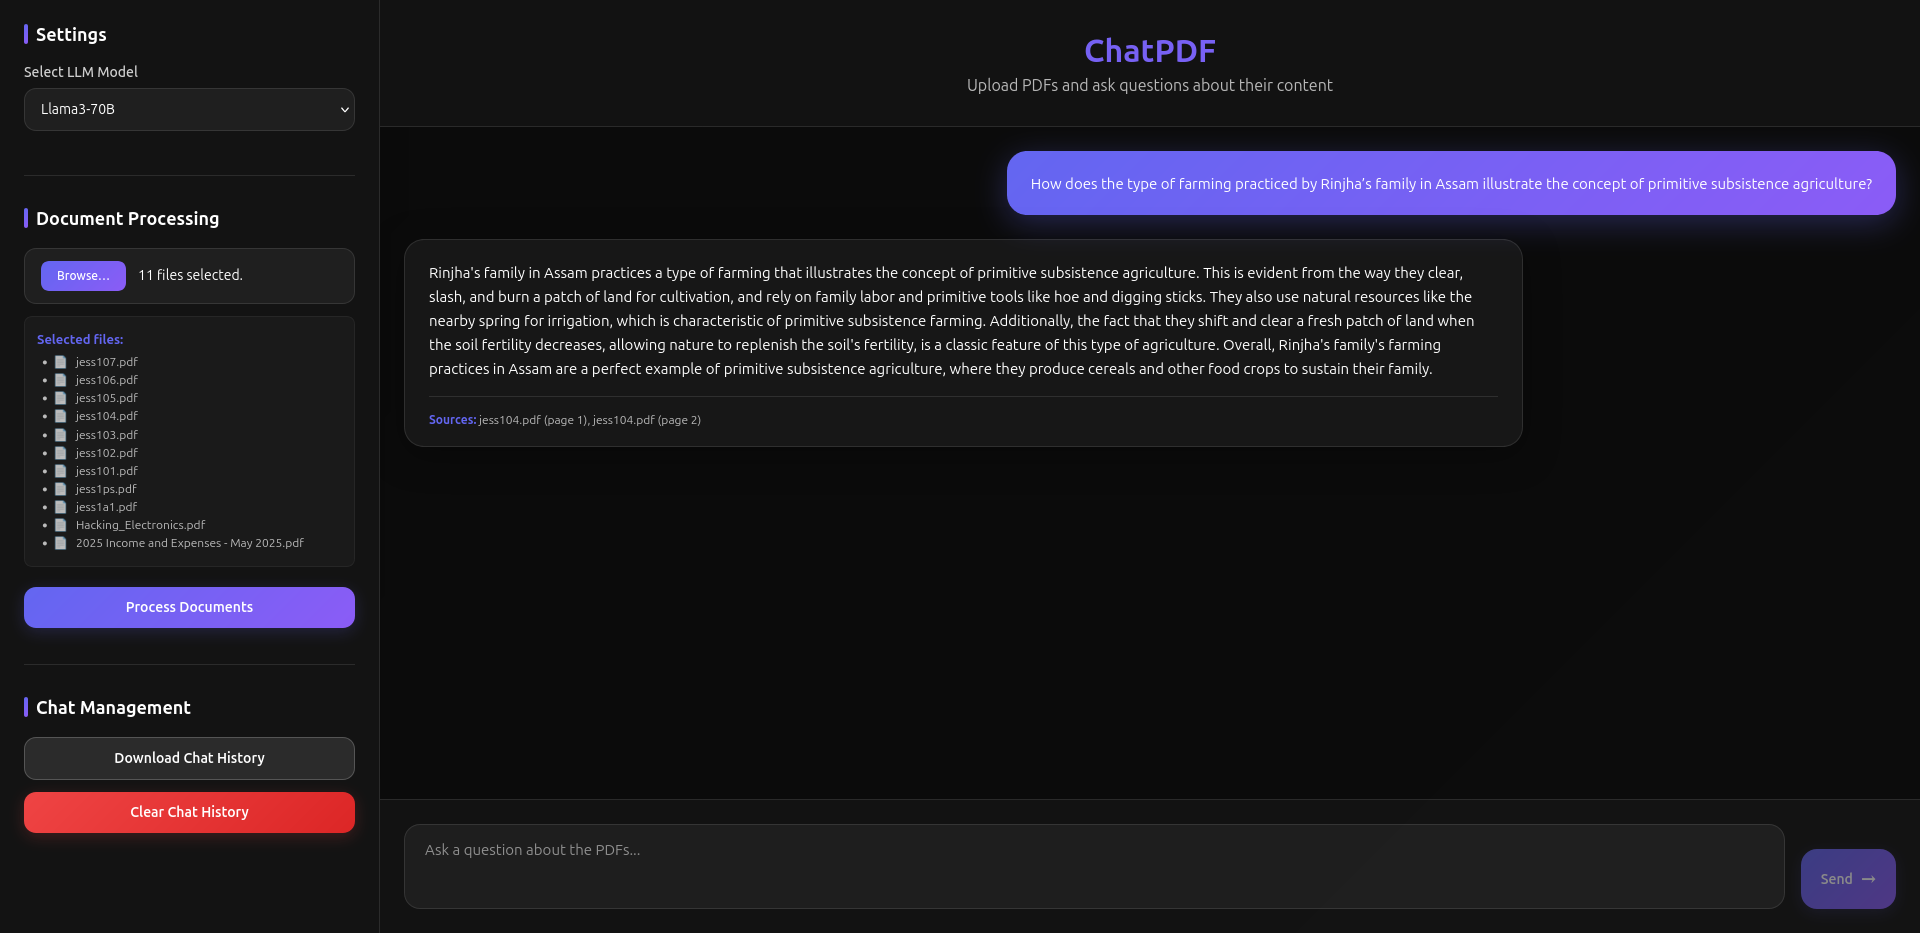 Settings
Select LLM Model
Llama3-70B
Document Processing
Browse... 11 files selected.
Selected files:
jess107.pdf
jess106.pdf
jess105.pdf
jess104.pdf
jess103.pdf
jess102.pdf
jess101.pdf
jess1ps.pdf
jess1a1.pdf
Hacking_Electronics.pdf
2025 Income and Expenses - May 2025.pdf
Process Documents
Chat Management
Download Chat History
Clear Chat History
ChatPDF
Upload PDFs and ask questions about their content
How does the type of farming practiced by Rinjha’s family in Assam illustrate the concept of primitive subsistence agriculture?
Rinjha's family in Assam practices a type of farming that illustrates the concept of primitive subsistence agriculture. This is evident from the way they clear,
slash, and burn a patch of land for cultivation, and rely on family labor and primitive tools like hoe and digging sticks. They also use natural resources like the
nearby spring for irrigation, which is characteristic of primitive subsistence farming. Additionally, the fact that they shift and clear a fresh patch of land when
the soil fertility decreases, allowing nature to replenish the soil's fertility, is a classic feature of this type of agriculture. Overall, Rinjha's family's farming
practices in Assam are a perfect example of primitive subsistence agriculture, where they produce cereals and other food crops to sustain their family.
Sources: jess104.pdf (page 1), jess104.pdf (page 2)
Ask a question about the PDFs...
Send →